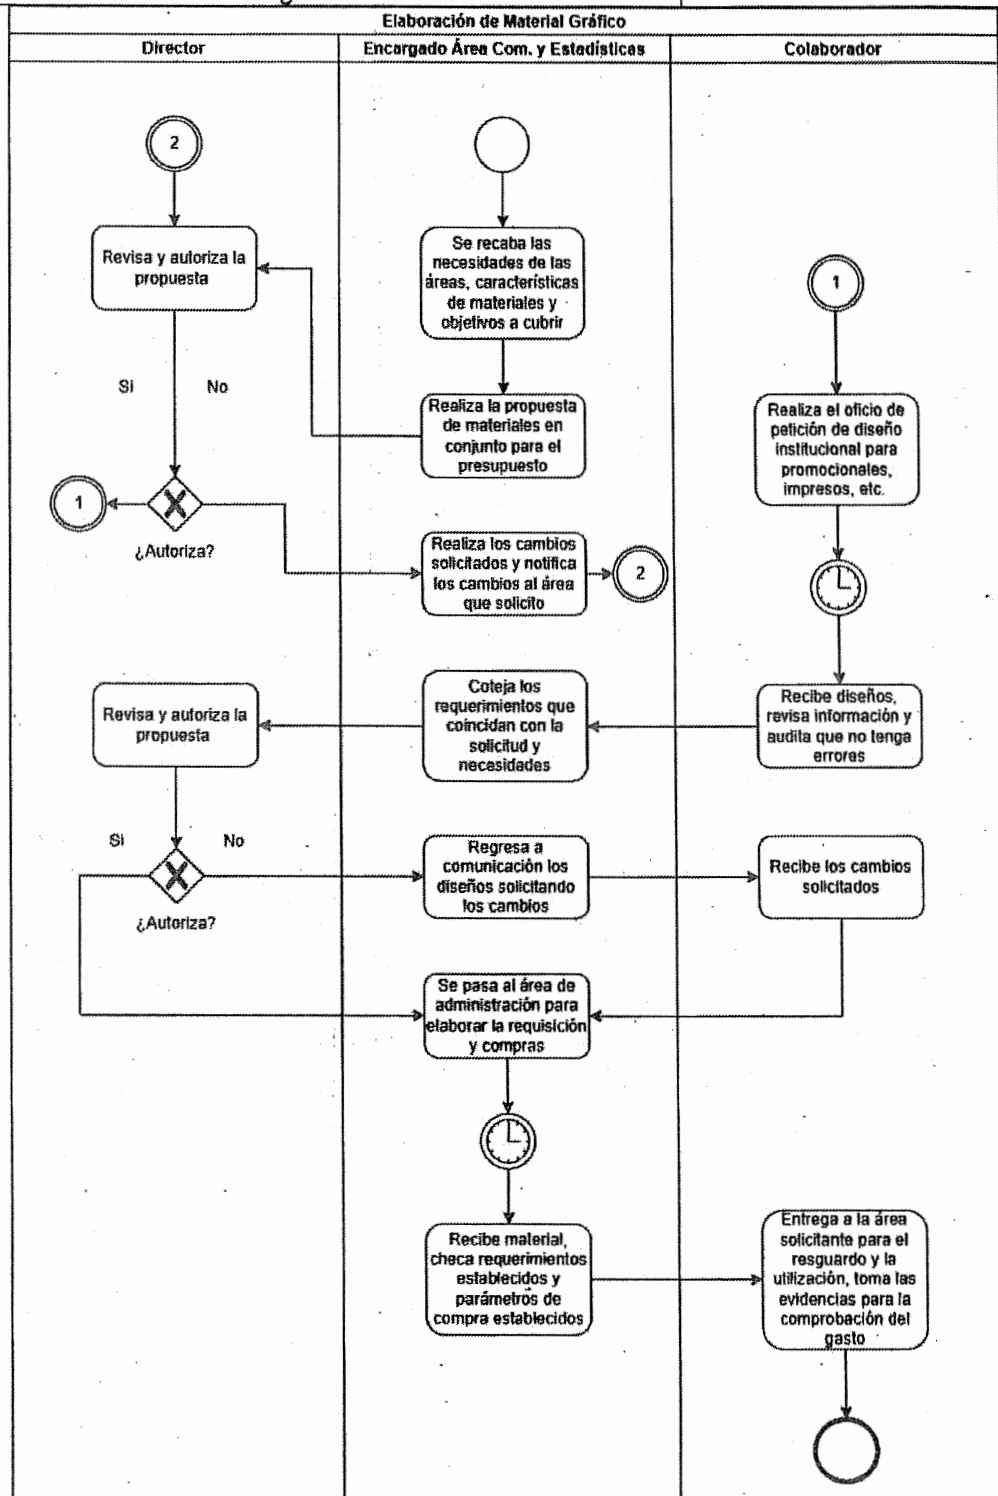 Elaboración de Material Gráfico
Director
Encargado Área Com. y Estadísticas
Colaborador
2
Revisa y autoriza la
propuesta
Se recaba las
necesidades de las
áreas, características
de materiales y
objetivos a cubrir
1
Si
No
Realiza la propuesta
de materiales en
conjunto para el
presupuesto
Realiza el oficio de
petición de diseño
institucional para
promocionales,
impresos, etc.
1
¿Autoriza?
Realiza los cambios
solicitados y notifica
los cambios al área
que solicito
2
Revisa y autoriza la
propuesta
Coteja los
requerimientos que
coincidan con la
solicitud y
necesidades
Recibe diseños,
revisa información y
audita que no tenga
errores
Si
No
¿Autoriza?
Regresa a
comunicación los
diseños solicitando
los cambios
Recibe los cambios
solicitados
Se pasa al área de
administración para
elaborar la requisición
y compras
Recibe material,
checa requerimientos
establecidos y
parámetros de
compra establecidos
Entrega a la área
solicitante para el
resguardo y la
utilización, toma las
evidencias para la
comprobación del
gasto